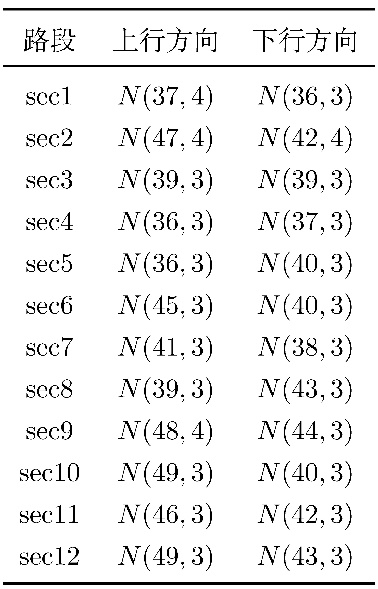 路段 上行方向 下行方向
sec1 N(37, 4) N(36, 3)
sec2 N(47, 4) N(42, 4)
sec3 N(39, 3) N(39, 3)
sec4 N(36, 3) N(37, 3)
sec5 N(36, 3) N(40, 3)
sec6 N(45, 3) N(40, 3)
sec7 N(41, 3) N(38, 3)
sec8 N(39, 3) N(43, 3)
sec9 N(48, 4) N(44, 3)
sec10 N(49, 3) N(40, 3)
sec11 N(46, 3) N(42, 3)
sec12 N(49, 3) N(43, 3)